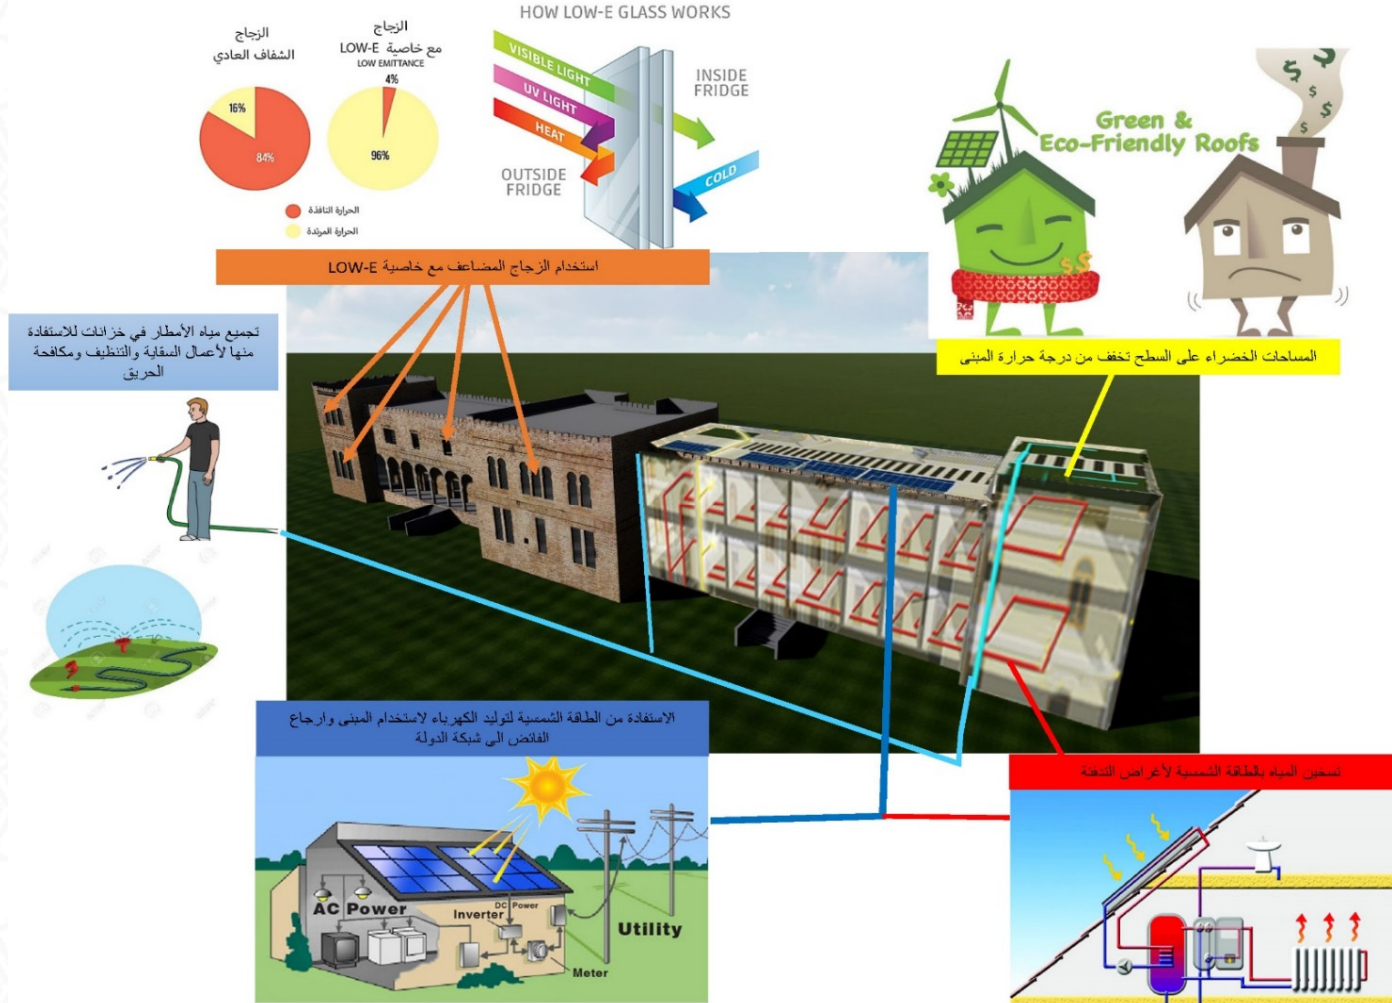 HOW LOW-E GLASS WORKS
الزجاج
الشفاف العادي
الزجاج
مع خاصية LOW-E
LOW EMITTANCE
16%
84%
4%
96%
الحرارة النافذة
الحرارة المرتدة
VISIBLE LIGHT
UV LIGHT
HEAT
INSIDE
FRIDGE
OUTSIDE
FRIDGE
COLD
Green &
Eco-Friendly Roofs
استخدام الزجاج المضاعف مع خاصية LOW-E
تجميع مياه الأمطار في خزانات للاستفادة
منها لأعمال السقاية والتنظيف ومكافحة
الحريق
المساحات الخضراء على السطح تخفف من درجة حرارة المبنى
الاستفادة من الطاقة الشمسية لتوليد الكهرباء لاستخدام المبنى وارجاع
الفائض الى شبكة الدولة
تسخين المياه بالطاقة الشمسية لأغراض التدفئة
AC Power
DC Power
Inverter
Utility
Meter